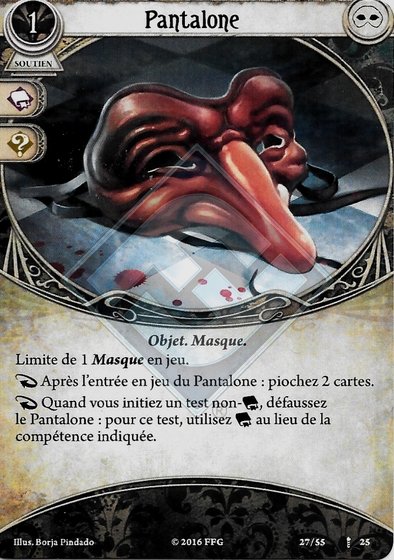 1
Pantalone
SOUTIEN
?
Objet. Masque.
Limite de 1 Masque en jeu.
Après l'entrée en jeu du Pantalone : piochez 2 cartes.
Quand vous initiez un test non- , défaussez
le Pantalone : pour ce test, utilisez au lieu de la
compétence indiquée.
Illus. Borja Pindado © 2016 FFG 27/55 25